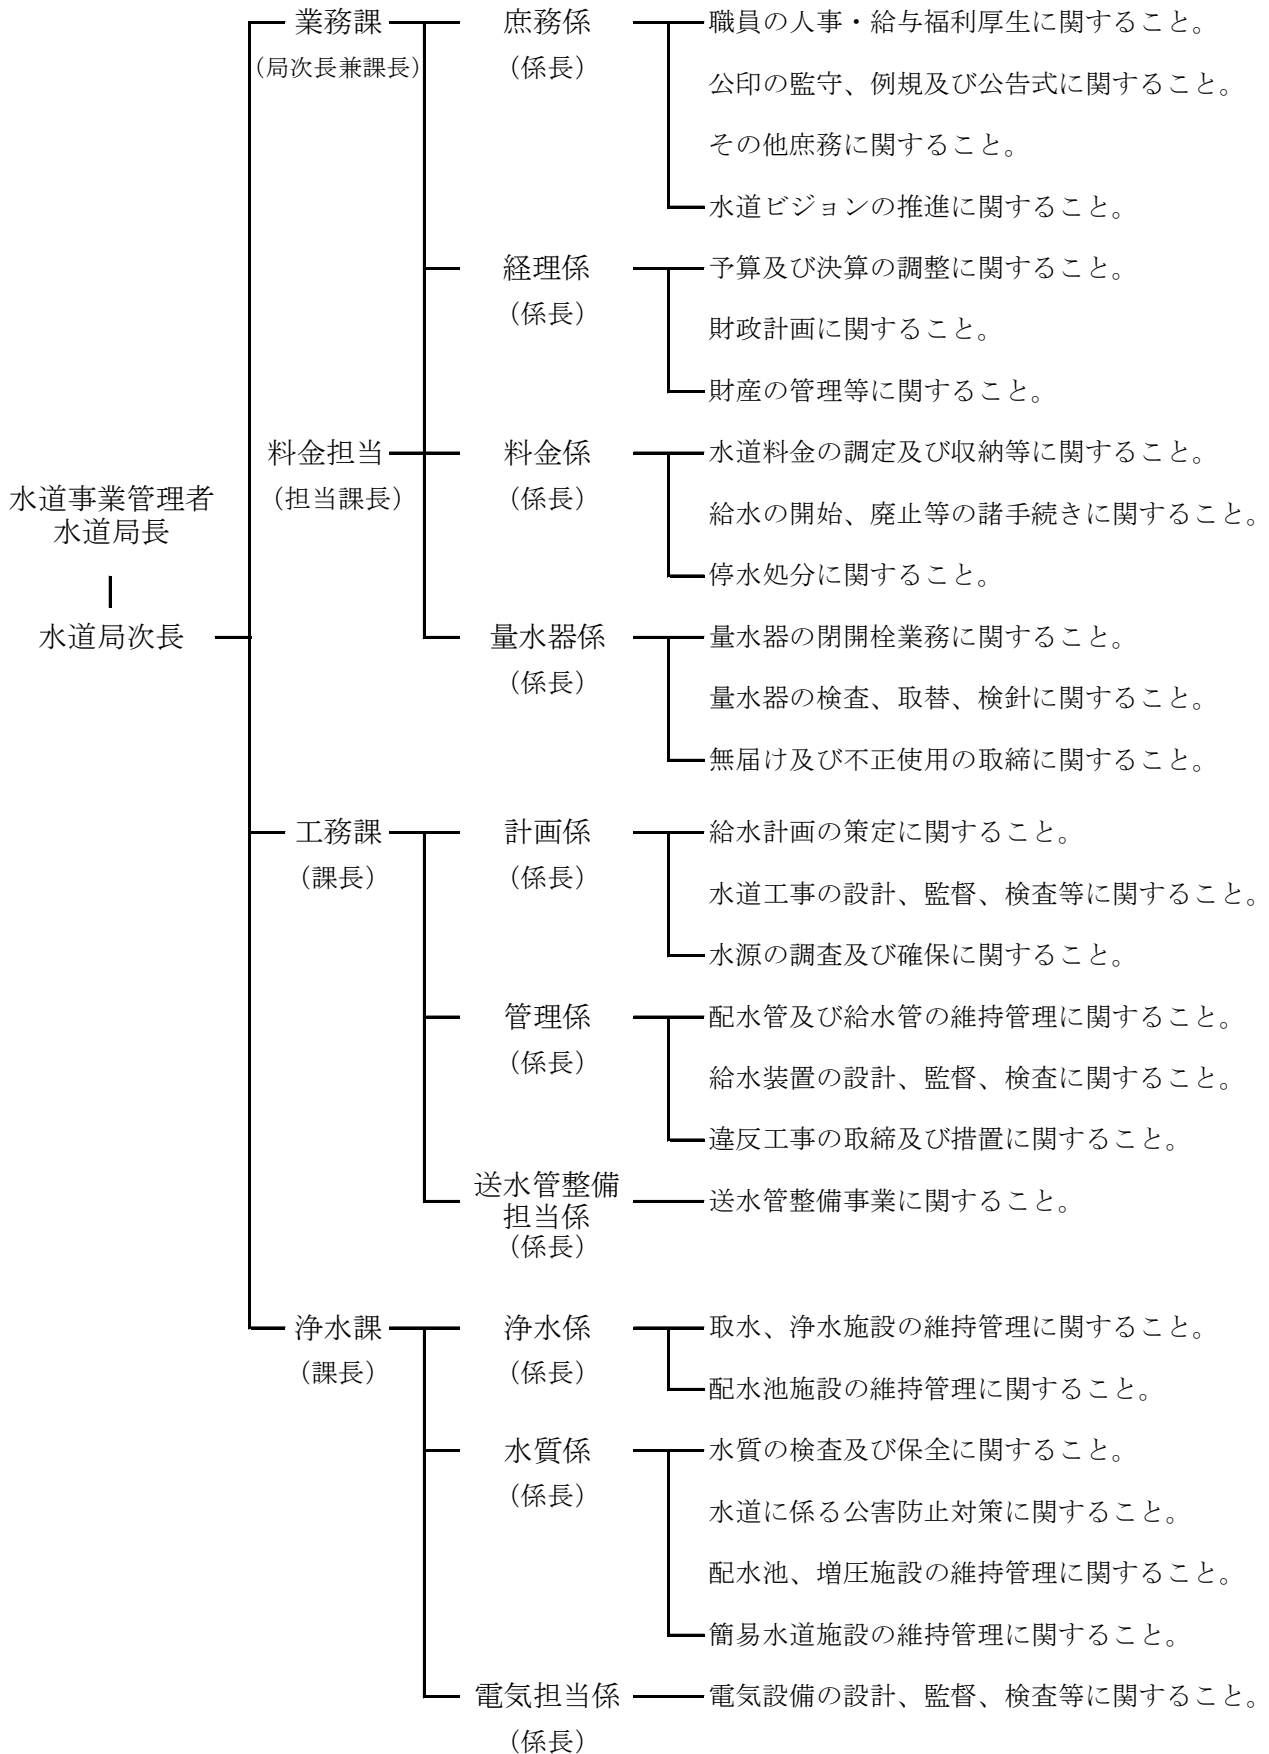 業務課 庶務係 職員の人事・給与福利厚生に関すること。
（局次長兼課長） （係長） 公印の監守、例規及び公告式に関すること。
その他庶務に関すること。
水道ビジョンの推進に関すること。
経理係 予算及び決算の調整に関すること。
（係長） 財政計画に関すること。
財産の管理等に関すること。
料金担当 料金係 水道料金の調定及び収納等に関すること。
水道事業管理者
水道局長
（担当課長） （係長） 給水の開始、廃止等の諸手続きに関すること。
停水処分に関すること。
水道局次長 量水器係 量水器の閉開栓業務に関すること。
（係長） 量水器の検査、取替、検針に関すること。
無届け及び不正使用の取締に関すること。
工務課 計画係 給水計画の策定に関すること。
（課長） （係長） 水道工事の設計、監督、検査等に関すること。
水源の調査及び確保に関すること。
管理係 配水管及び給水管の維持管理に関すること。
（係長） 給水装置の設計、監督、検査に関すること。
違反工事の取締及び措置に関すること。
送水管整備
担当係 送水管整備事業に関すること。
（係長）
浄水課 浄水係 取水、浄水施設の維持管理に関すること。
（課長） （係長） 配水池施設の維持管理に関すること。
水質係 水質の検査及び保全に関すること。
（係長） 水道に係る公害防止対策に関すること。
配水池、増圧施設の維持管理に関すること。
簡易水道施設の維持管理に関すること。
電気担当係 電気設備の設計、監督、検査等に関すること。
（係長）